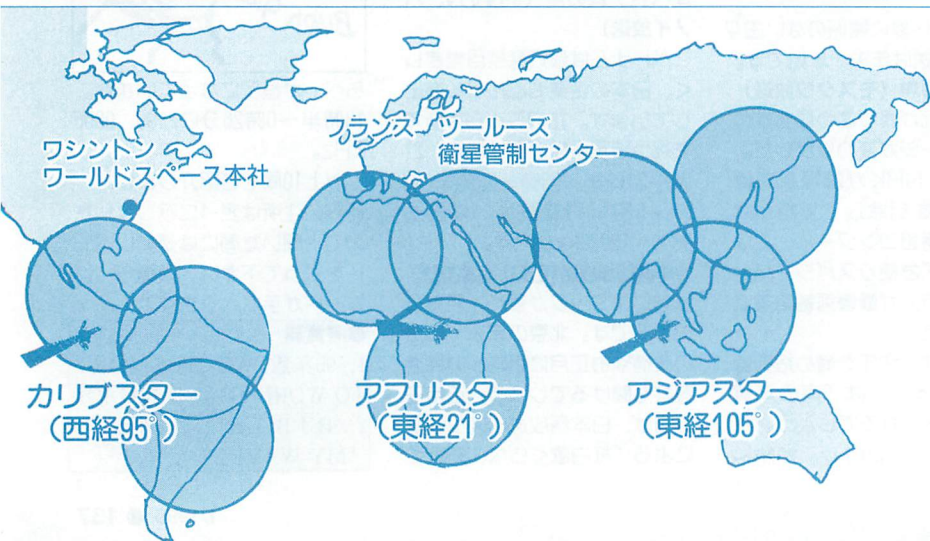 ワシントン
ワールドスペース本社
フランス・ツールーズ
衛星管制センター
カリブスター
(西経95°)
アフリスター
(東経21°)
アジアスター
(東経105°)